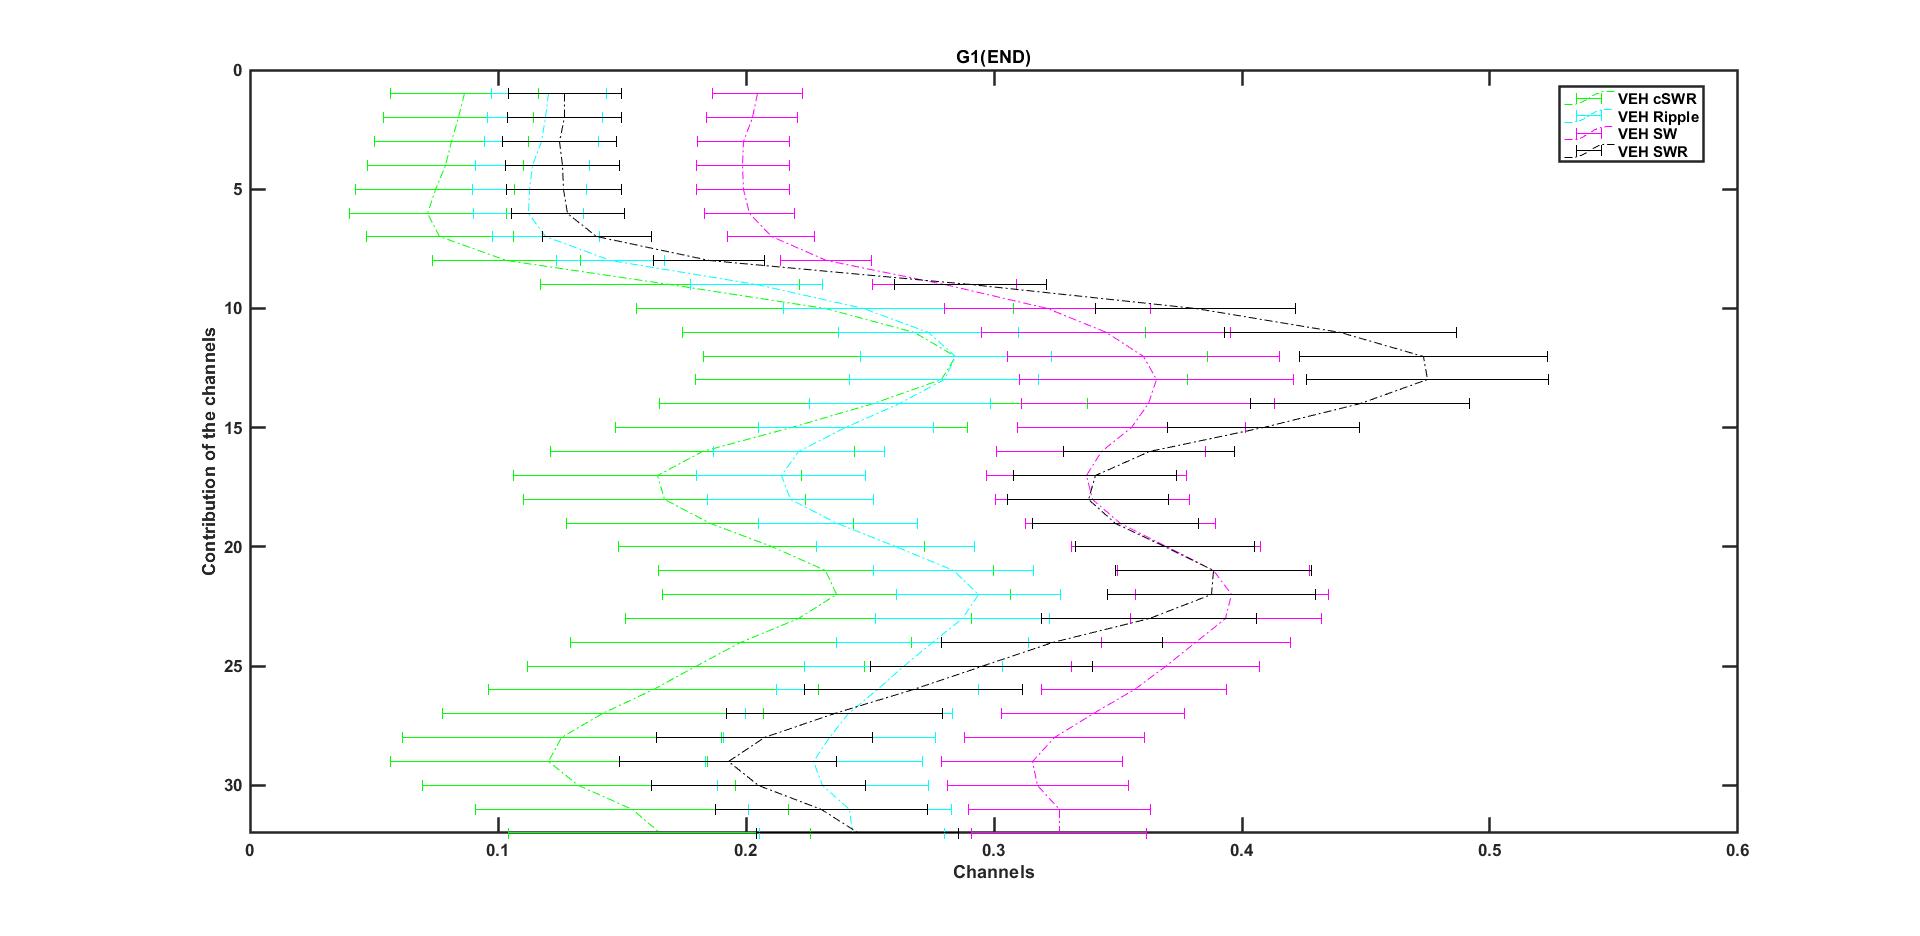 G1(END)
VEH cSWR
VEH Ripple
VEH SW
VEH SWR
Contribution of the channels
0
5
10
15
20
25
30
0 0.1 0.2 0.3 0.4 0.5 0.6
Channels